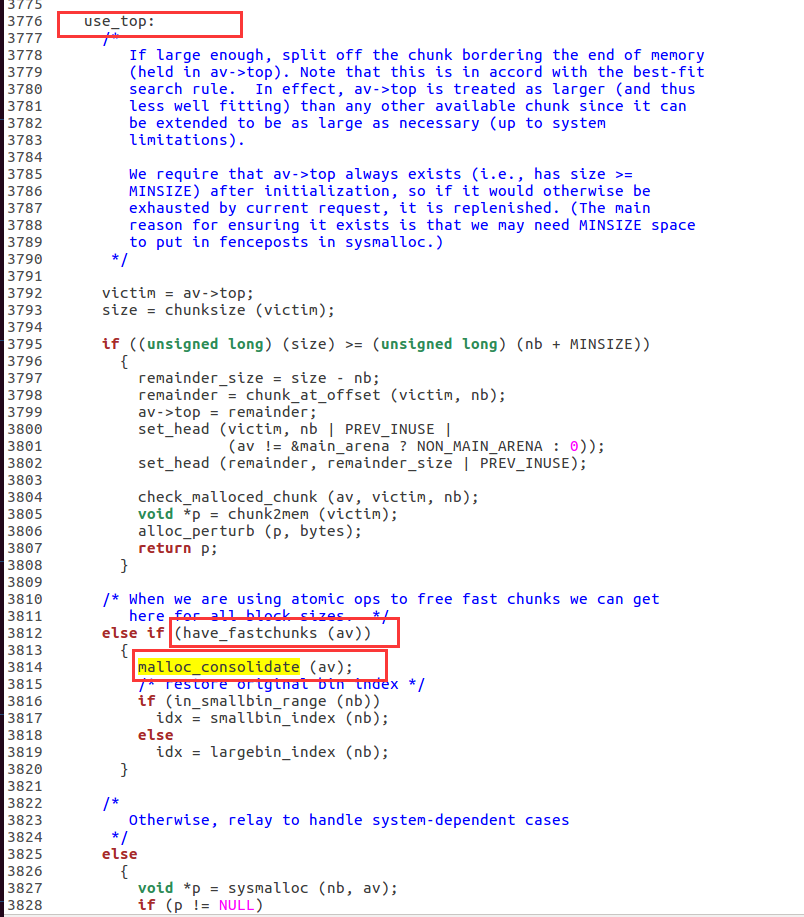 3775
3776 use_top:
3777 /*
3778 If large enough, split off the chunk bordering the end of memory
3779 (held in av->top). Note that this is in accord with the best-fit
3780 search rule.  In effect, av->top is treated as larger (and thus
3781 less well fitting) than any other available chunk since it can
3782 be extended to be as large as necessary (up to system
3783 limitations).
3784
3785 We require that av->top always exists (i.e., has size >=
3786 MINSIZE) after initialization, so if it would otherwise be
3787 exhausted by current request, it is replenished. (The main
3788 reason for ensuring it exists is that we may need MINSIZE space
3789 to put in fenceposts in sysmalloc.)
3790 */
3791
3792 victim = av->top;
3793 size = chunksize (victim);
3794
3795 if ((unsigned long) (size) >= (unsigned long) (nb + MINSIZE))
3796 {
3797 remainder_size = size - nb;
3798 remainder = chunk_at_offset (victim, nb);
3799 av->top = remainder;
3800 set_head (victim, nb | PREV_INUSE |
3801 (av != &main_arena ? NON_MAIN_ARENA : 0));
3802 set_head (remainder, remainder_size | PREV_INUSE);
3803
3804 check_malloced_chunk (av, victim, nb);
3805 void *p = chunk2mem (victim);
3806 alloc_perturb (p, bytes);
3807 return p;
3808 }
3809
3810 /* When we are using atomic ops to free fast chunks we can get
3811 here for all block sizes.  */
3812 else if (have_fastchunks (av))
3813 {
3814 malloc_consolidate (av);
3815 /* restore original bin index */
3816 if (in_smallbin_range (nb))
3817 idx = smallbin_index (nb);
3818 else
3819 idx = largebin_index (nb);
3820 }
3821
3822 /*
3823 Otherwise, relay to handle system-dependent cases
3824 */
3825 else
3826 {
3827 void *p = sysmalloc (nb, av);
3828 if (p != NULL)